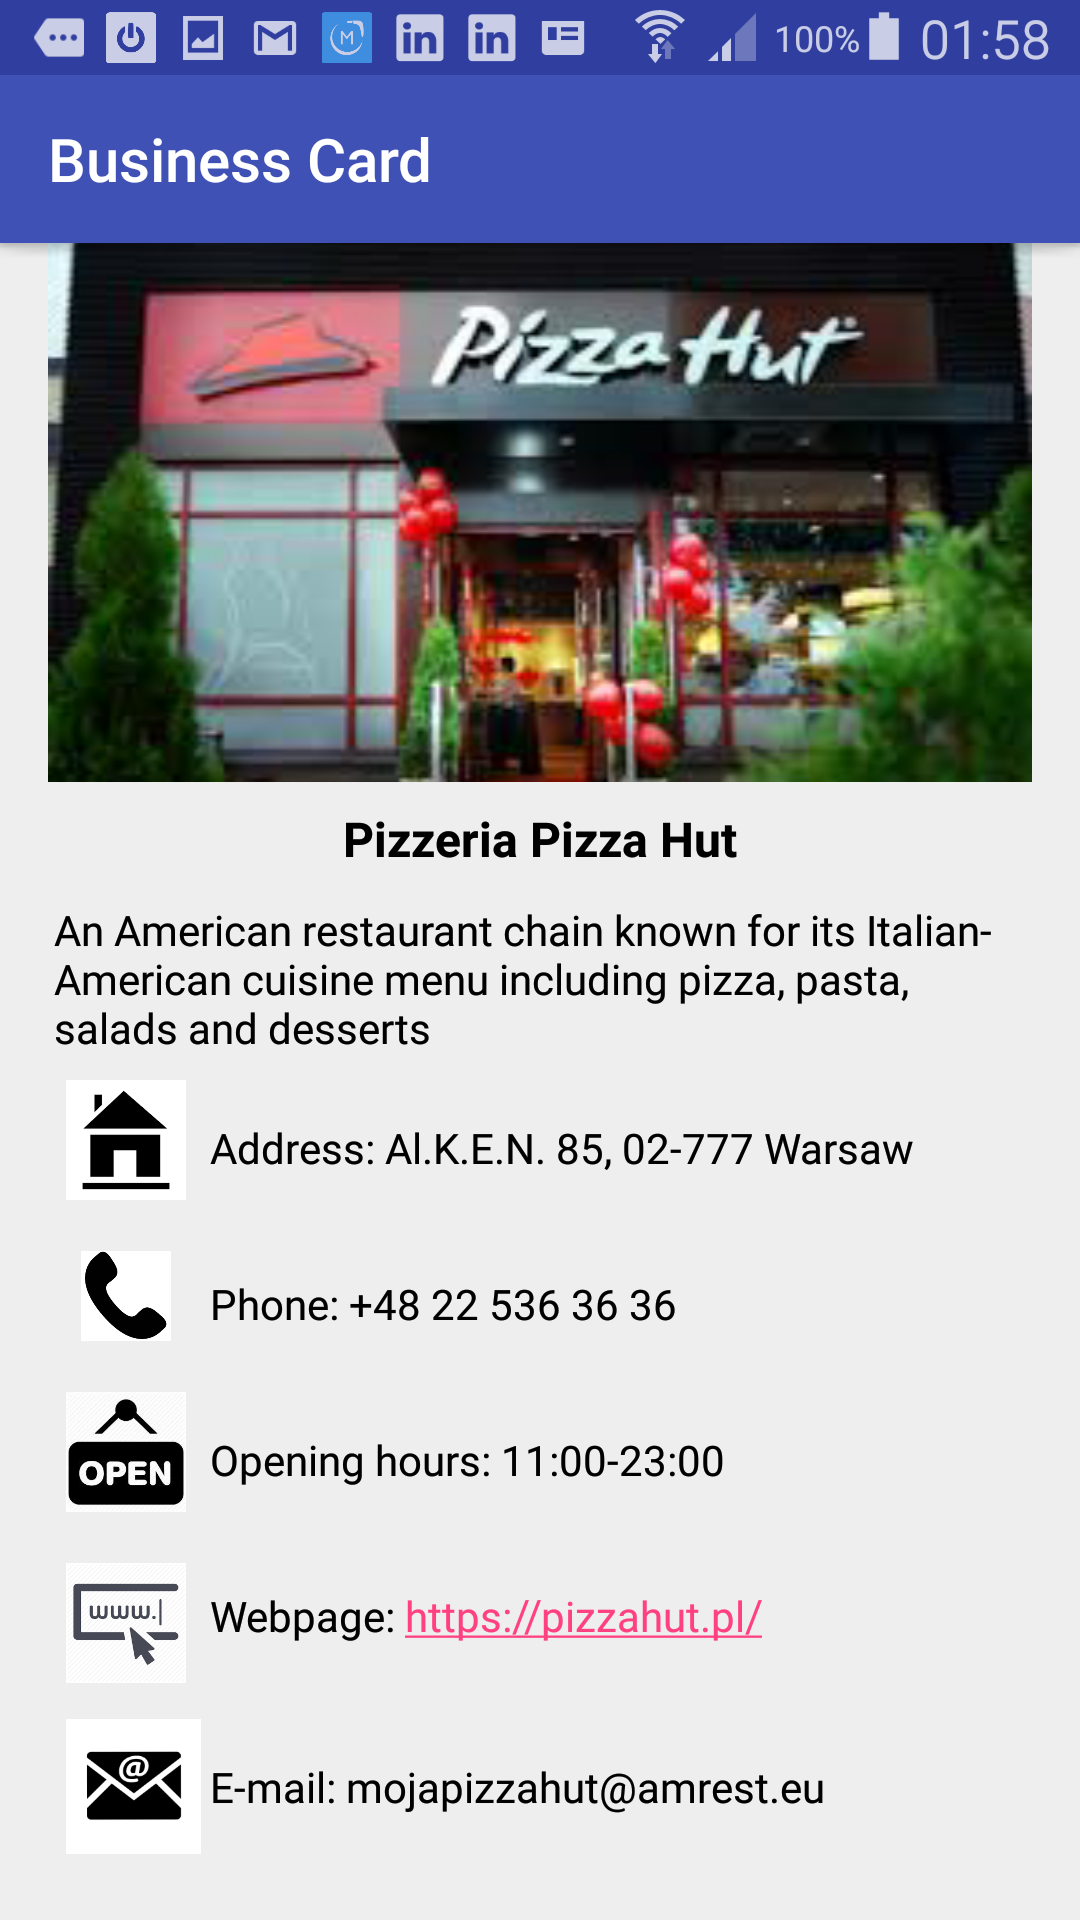 100% 01:58
Business Card
Pizza Hut
Pizzeria Pizza Hut
An American restaurant chain known for its Italian-
American cuisine menu including pizza, pasta,
salads and desserts
Address: Al.K.E.N. 85, 02-777 Warsaw
Phone: +48 22 536 36 36
OPEN
Opening hours: 11:00-23:00
www.
Webpage: https://pizzahut.pl/
@
E-mail: mojapizzahut@amrest.eu